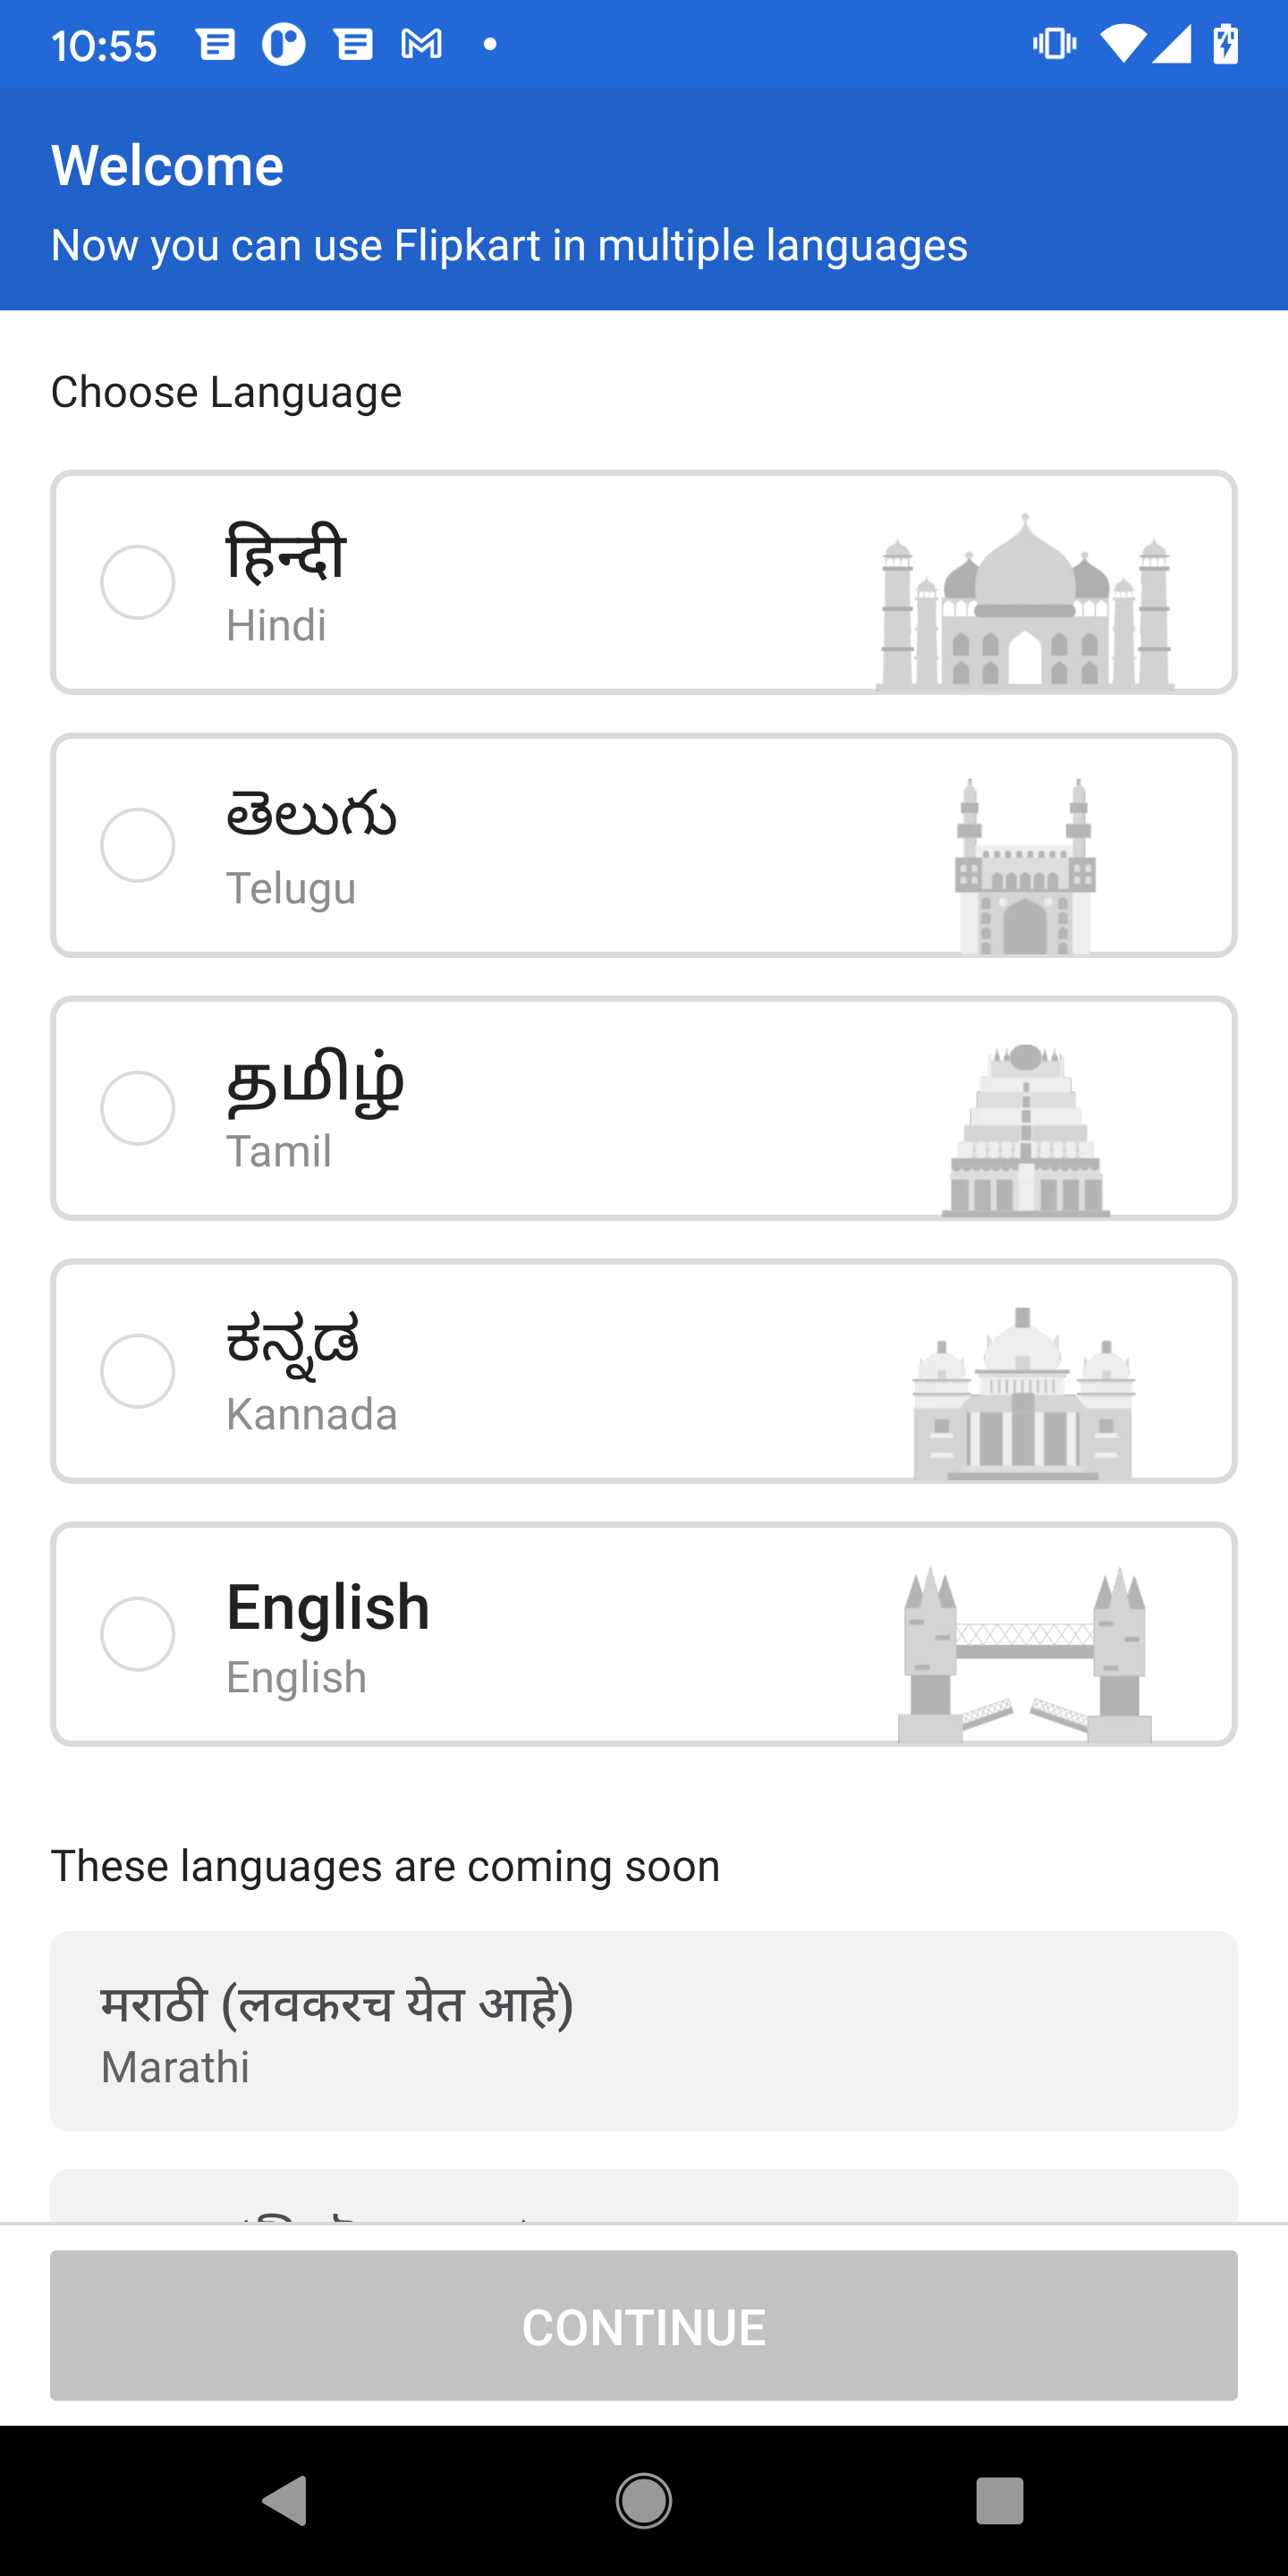 10:55
Welcome
Now you can use Flipkart in multiple languages
Choose Language
हिन्दी
Hindi
తెలుగు
Telugu
தமிழ்
Tamil
ಕನ್ನಡ
Kannada
English
English
These languages are coming soon
मराठी (लवकरच येत आहे)
Marathi
CONTINUE